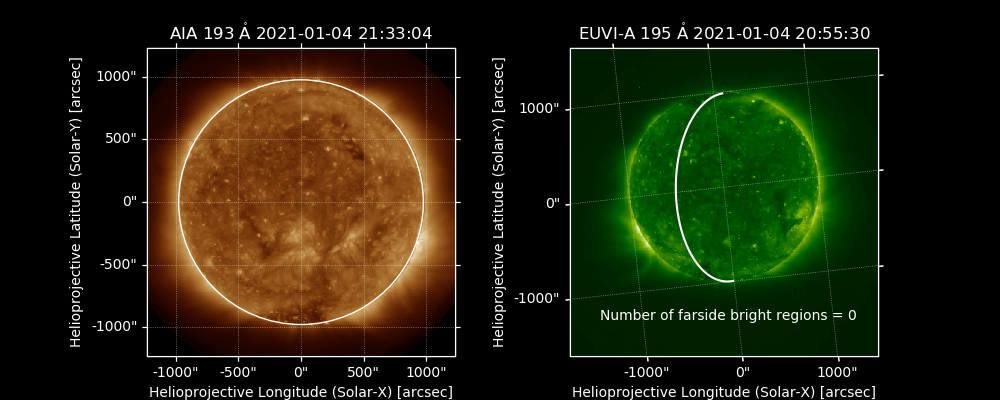 AIA 193 Å 2021-01-04 21:33:04
1000"
500"
0"
-500"
-1000"
-1000"
-500"
0"
500"
1000"
Helioprojective Latitude (Solar-Y) [arcsec]
Helioprojective Longitude (Solar-X) [arcsec]
EUVI-A 195 Å 2021-01-04 20:55:30
1000"
0"
-1000"
-1000"
0"
1000"
Helioprojective Latitude (Solar-Y) [arcsec]
Number of farside bright regions = 0
Helioprojective Longitude (Solar-X) [arcsec]